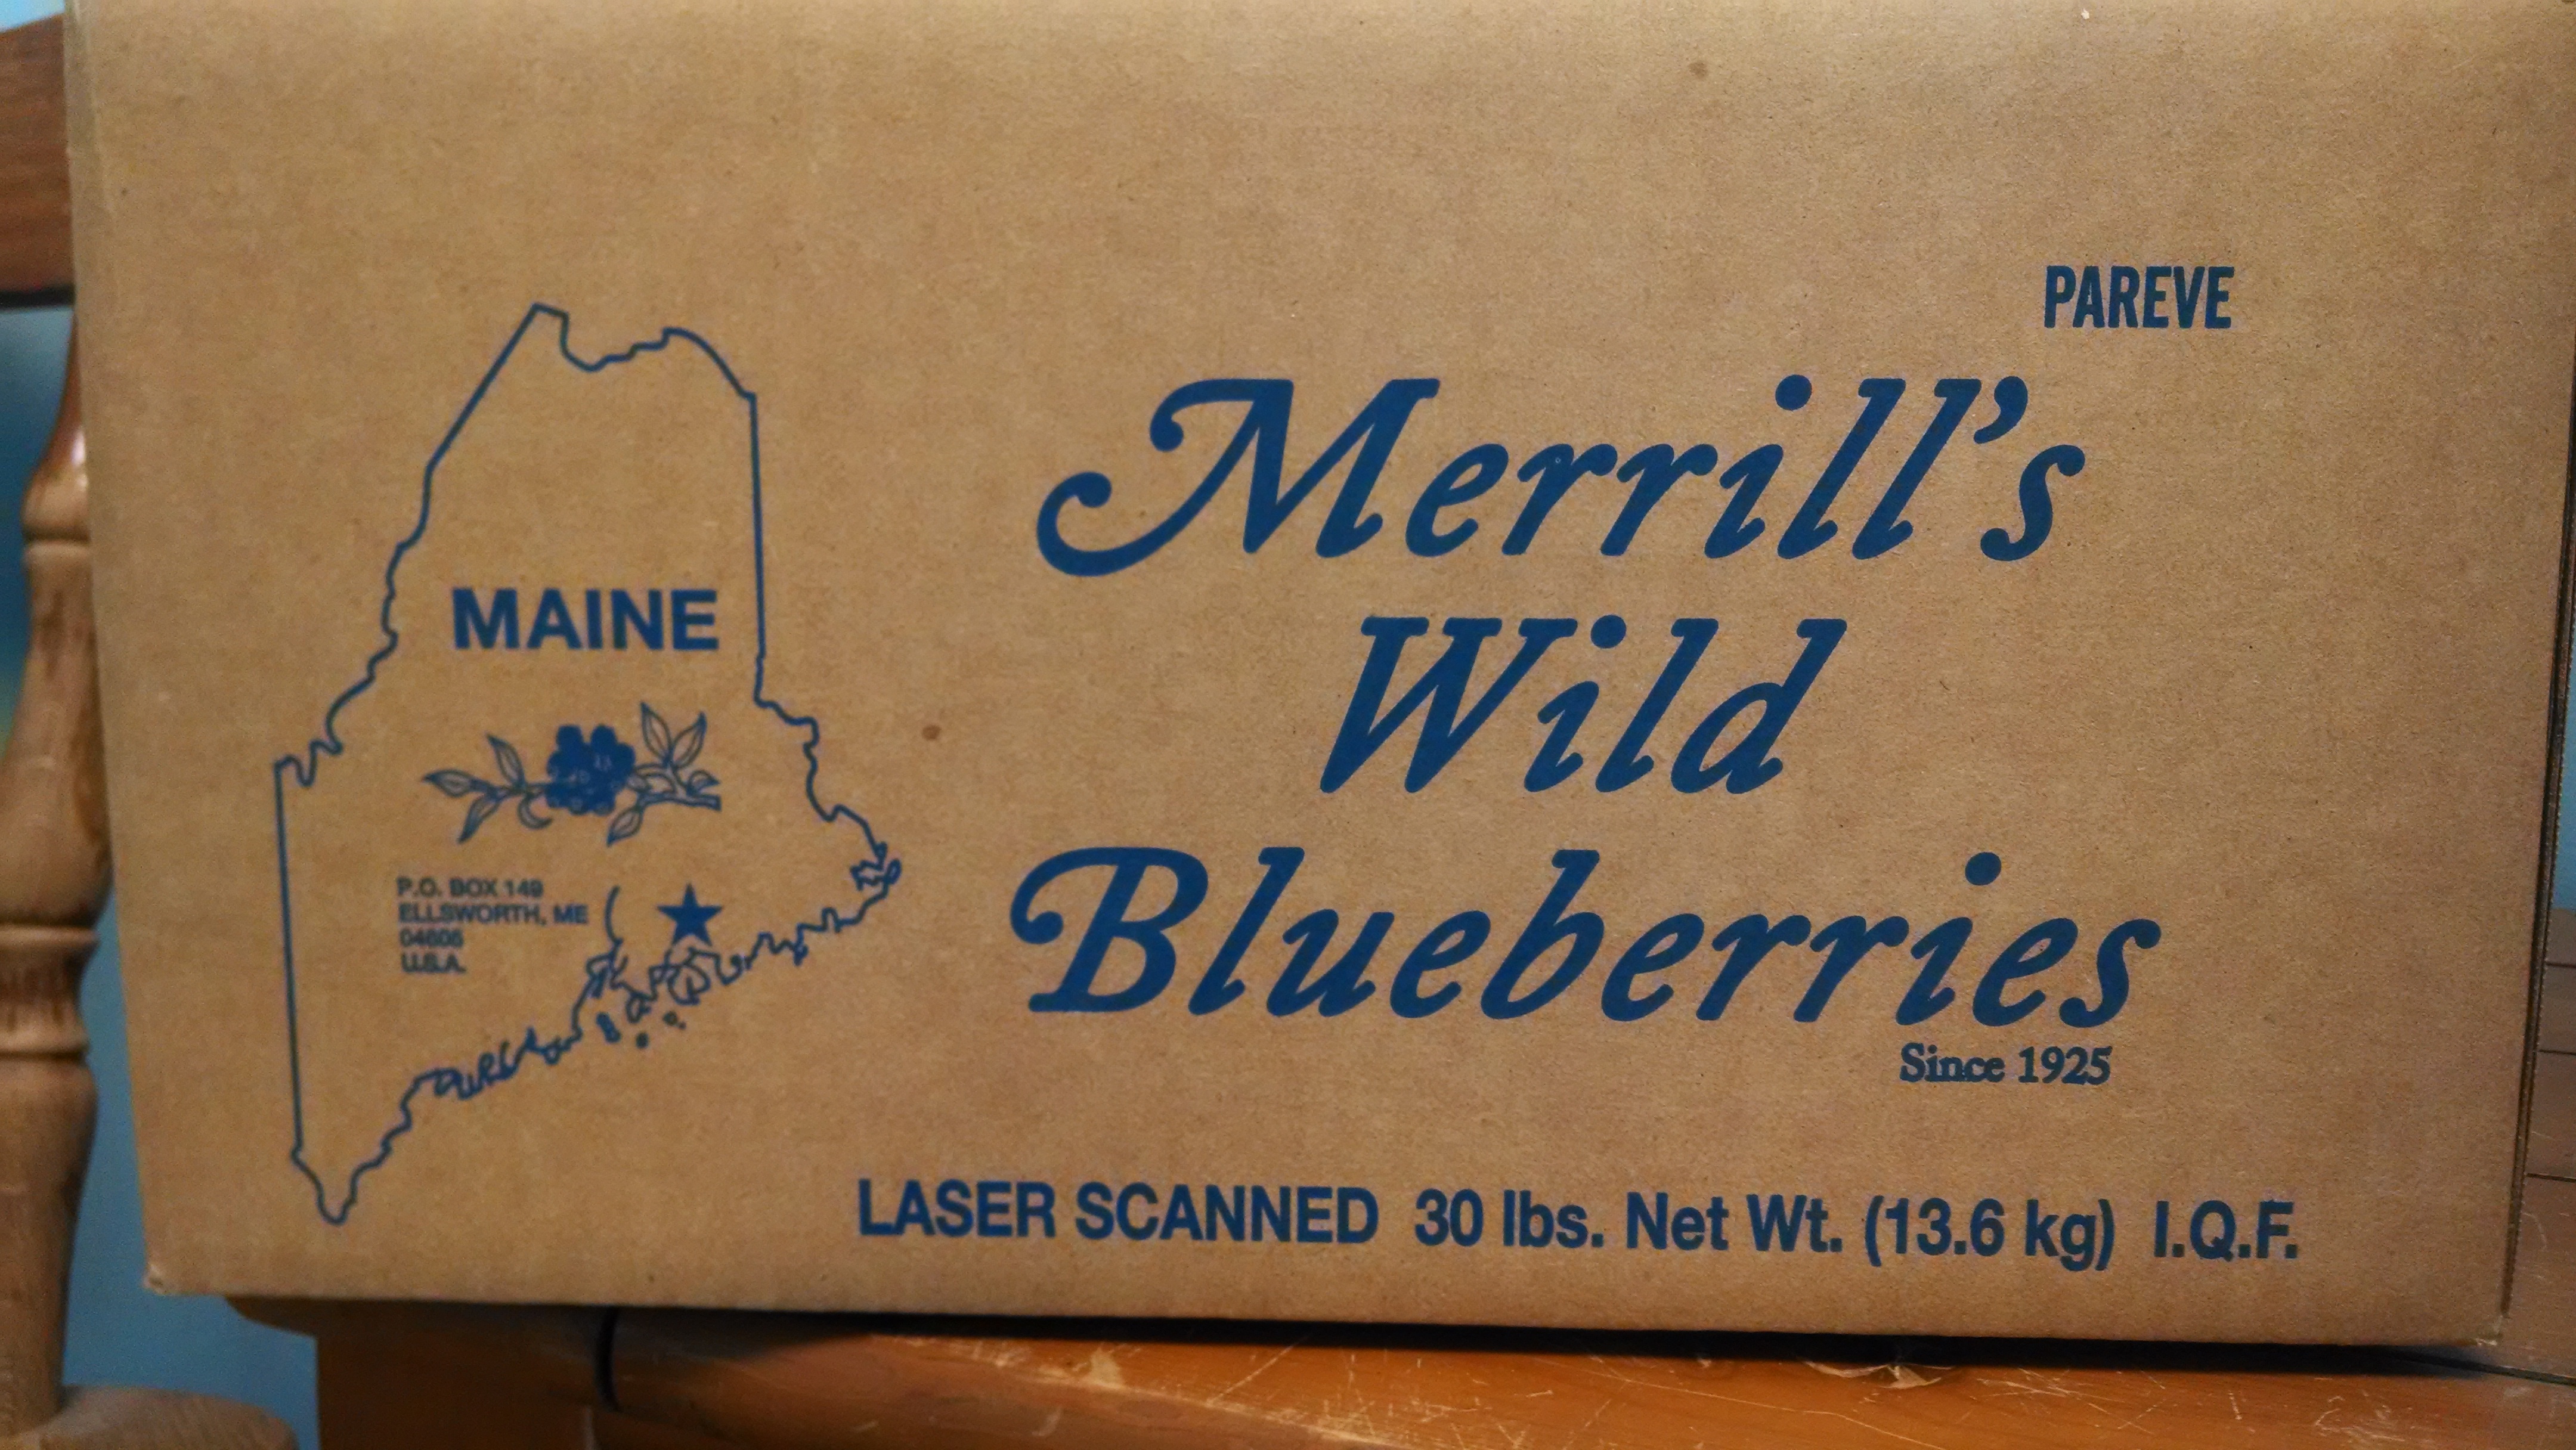 PAREVE
MAINE
P.O. BOX 149
ELLSWORTH, ME
04605
U.S.A.
Merrill's
Wild
Blueberries
Since 1925
LASER SCANNED 30 lbs. Net Wt. (13.6 kg) I.Q.F.